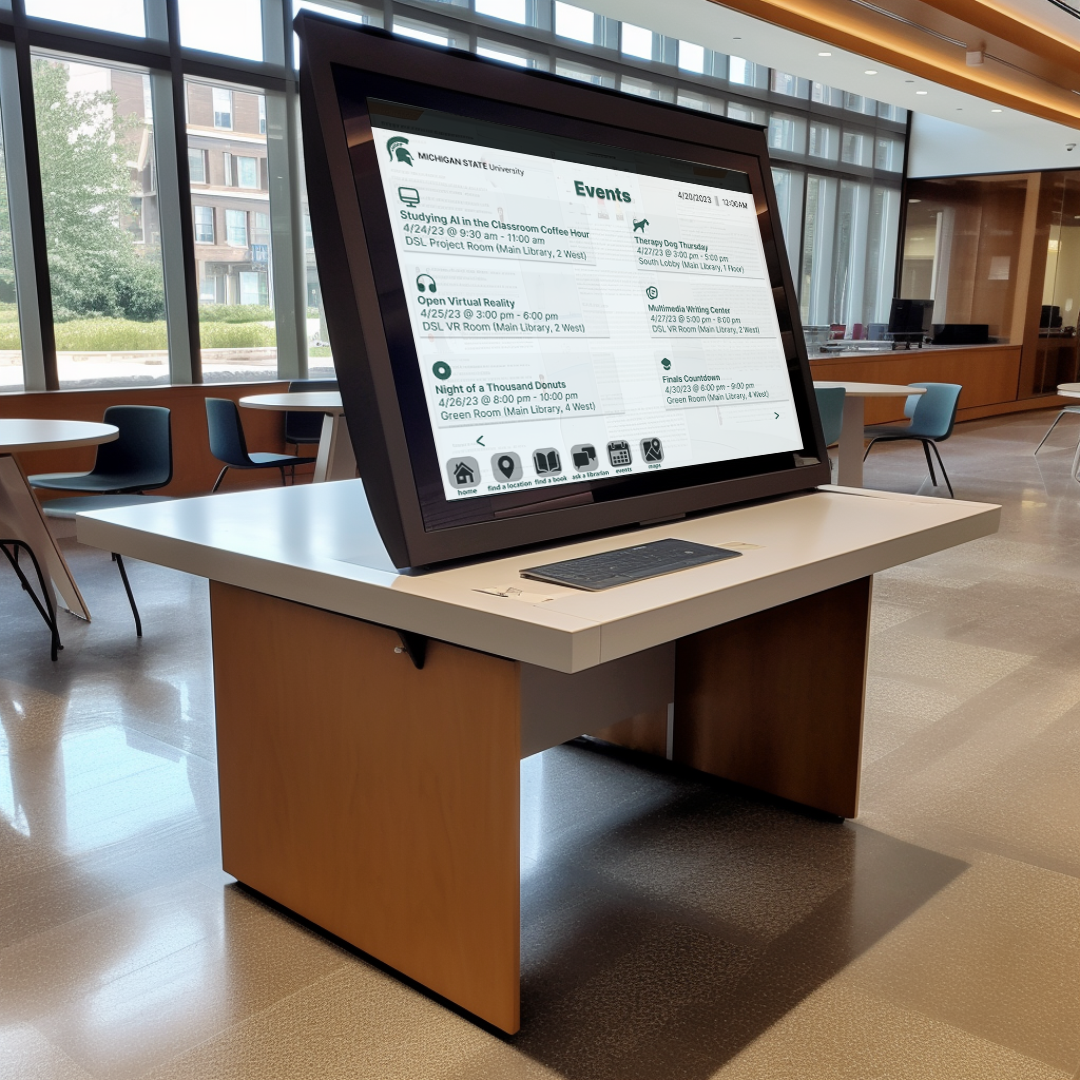 MICHIGAN STATE University
Events
4/20/2023 || 12:00AM
Studying AI in the Classroom Coffee Hour
4/24/23 @ 9:30 am - 11:00 am
DSL Project Room (Main Library, 2 West)
Open Virtual Reality
4/25/23 @ 3:00 pm - 6:00 pm
DSL VR Room (Main Library, 2 West)
Night of a Thousand Donuts
4/26/23 @ 8:00 pm - 10:00 pm
Green Room (Main Library, 4 West)
Therapy Dog Thursday
4/27/23 @ 3:00 pm - 5:00 pm
South Lobby (Main Library, 1 Floor)
Multimedia Writing Center
4/27/23 @ 5:00 pm - 8:00 pm
DSL VR Room (Main Library, 2 West)
Finals Countdown
4/30/23 @ 6:00 pm - 9:00 pm
Green Room (Main Library, 4 West)
< >
home find a location find a book ask a librarian events maps